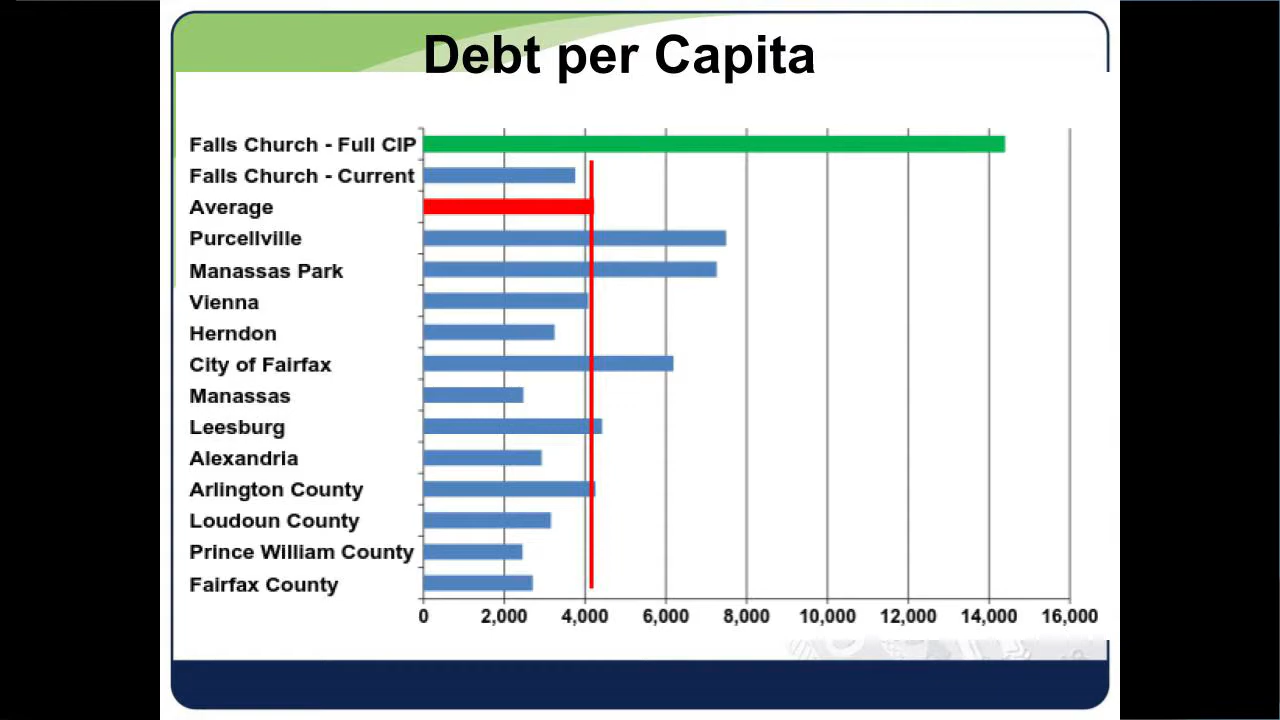 Debt per Capita
Falls Church - Full CIP
Falls Church - Current
Average
Purcellville
Manassas Park
Vienna
Herndon
City of Fairfax
Manassas
Leesburg
Alexandria
Arlington County
Loudoun County
Prince William County
Fairfax County
0 2,000 4,000 6,000 8,000 10,000 12,000 14,000 16,000